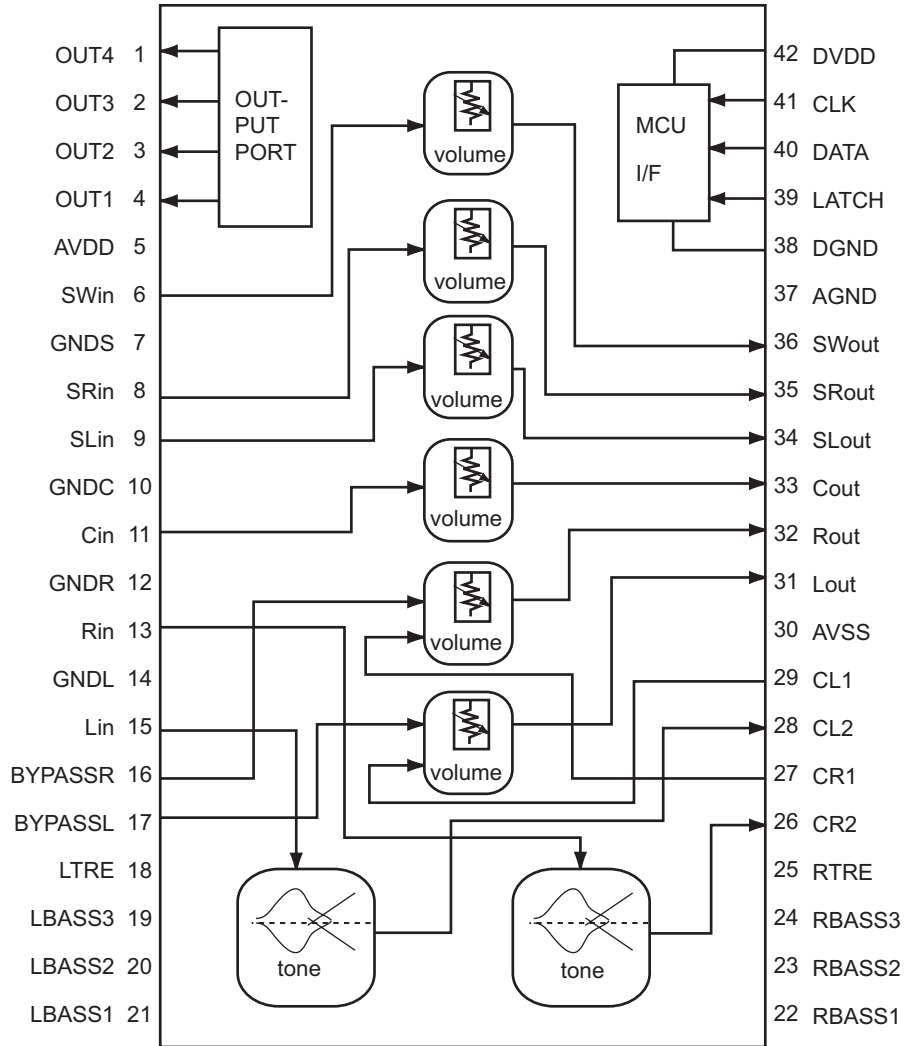 OUT4 1
OUT3 2
OUT2 3
OUT1 4
AVDD 5
SWin 6
GNDS 7
SRin 8
SLin 9
GNDC 10
Cin 11
GNDR 12
Rin 13
GNDL 14
Lin 15
BYPASSR 16
BYPASSL 17
LTRE 18
LBASS3 19
LBASS2 20
LBASS1 21
OUT-
PUT
PORT
volume
volume
volume
volume
volume
volume
tone
tone
MCU
I/F
42 DVDD
41 CLK
40 DATA
39 LATCH
38 DGND
37 AGND
36 SWout
35 SRout
34 SLout
33 Cout
32 Rout
31 Lout
30 AVSS
29 CL1
28 CL2
27 CR1
26 CR2
25 RTRE
24 RBASS3
23 RBASS2
22 RBASS1